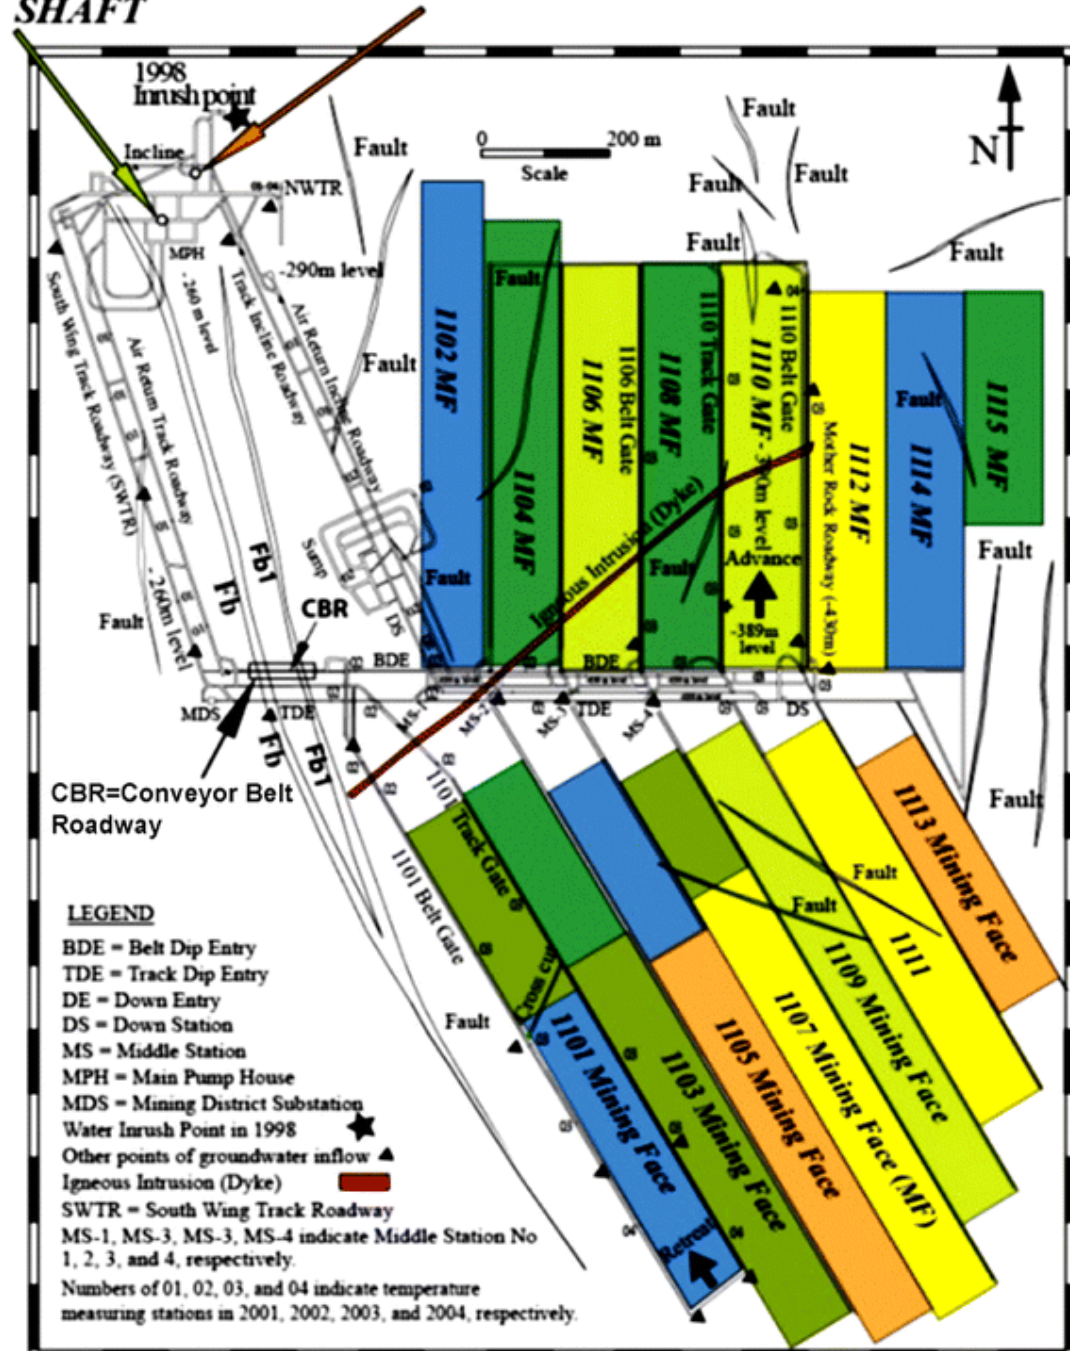 SHAFT
1998
Inrush point
Incline
NWTR
MPH
-290m level
-260 m level
South Wing Track Roadway (SWTR)
Air Return Track Roadway
Track Incline Roadway
Air Return Incline Roadway
-260m level
Fault
Fault
Fault
Fault
Fault
Fault
Fault
Fault
0
200 m
Scale
N
1102 MF
Fault
Fault
1104 MF
1106 MF
1106 Belt Gate
1108 MF
Fault
1110 Track Gate
1110 MF
1110 Belt Gate
04
Advance
-389m
level
Mother Rock Roadway (-430m)
1112 MF
Fault
1114 MF
1115 MF
Fault
Fault
Igneous Intrusion (Dyke)
Sump
DS
Fb
Fb1
CBR
BDE
BDE
MDS
TDE
TDE
DS
MS-1
MS-2
MS-3
MS-4
Fb
Fb1
CBR=Conveyor Belt
Roadway
1101 Track Gate
1101 Belt Gate
Cross cut
Fault
Fault
Fault
1101 Mining Face
Retreat
1103 Mining Face
1105 Mining Face
1107 Mining Face (MF)
1109 Mining Face
1111
1113 Mining Face
LEGEND
BDE = Belt Dip Entry
TDE = Track Dip Entry
DE = Down Entry
DS = Down Station
MS = Middle Station
MPH = Main Pump House
MDS = Mining District Substation
Water Inrush Point in 1998
Other points of groundwater inflow
Igneous Intrusion (Dyke)
SWTR = South Wing Track Roadway
MS-1, MS-3, MS-3, MS-4 indicate Middle Station No
1, 2, 3, and 4, respectively.
Numbers of 01, 02, 03, and 04 indicate temperature
measuring stations in 2001, 2002, 2003, and 2004, respectively.